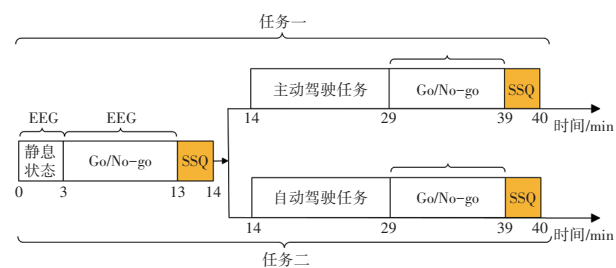 任务一
主动驾驶任务 Go/No-go SSQ
14 29 39 40 时间/min
EEG EEG
静息状态 Go/No-go SSQ
0 3 13 14
自动驾驶任务 Go/No-go SSQ
14 29 39 40 时间/min
任务二